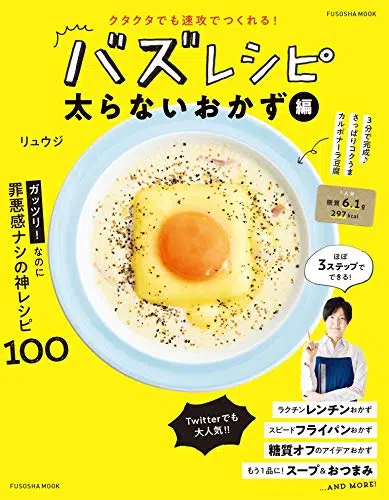 FUSOSHA MOOK
クタクタでも速攻でつくれる!
バズレシピ
太らないおかず編
リュウジ
3分で完成♪
さっぱりコクうま
カルボナーラ豆腐
1人分
糖質6.1g
297kcal
ガッツリ!なのに
罪悪感ナシの神レシピ
100
ほぼ
3ステップで
できる!
Twitterでも
大人気!!
ラクチンレンチンおかず
スピードフライパンおかず
糖質オフのアイデアおかず
もう1品に!スープ&おつまみ
...AND MORE!
FUSOSHA MOOK